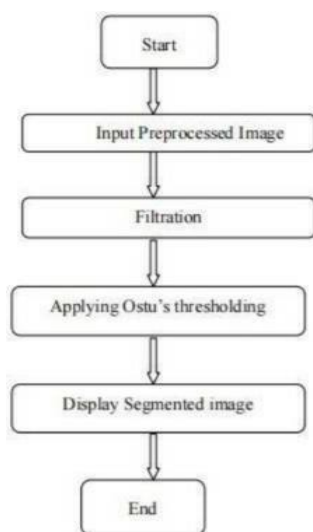 Start
Input Preprocessed Image
Filtration
Applying Ostu's thresholding
Display Segmented image
End